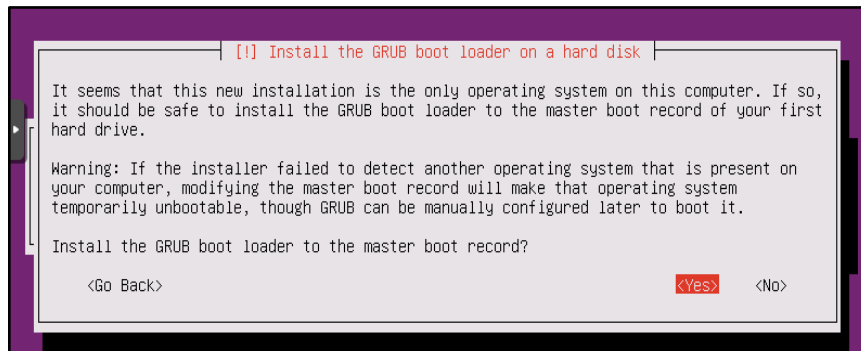 [!] Install the GRUB boot loader on a hard disk
It seems that this new installation is the only operating system on this computer. If so,
it should be safe to install the GRUB boot loader to the master boot record of your first
hard drive.
Warning: If the installer failed to detect another operating system that is present on
your computer, modifying the master boot record will make that operating system
temporarily unbootable, though GRUB can be manually configured later to boot it.
Install the GRUB boot loader to the master boot record?
<Go Back> <Yes> <No>